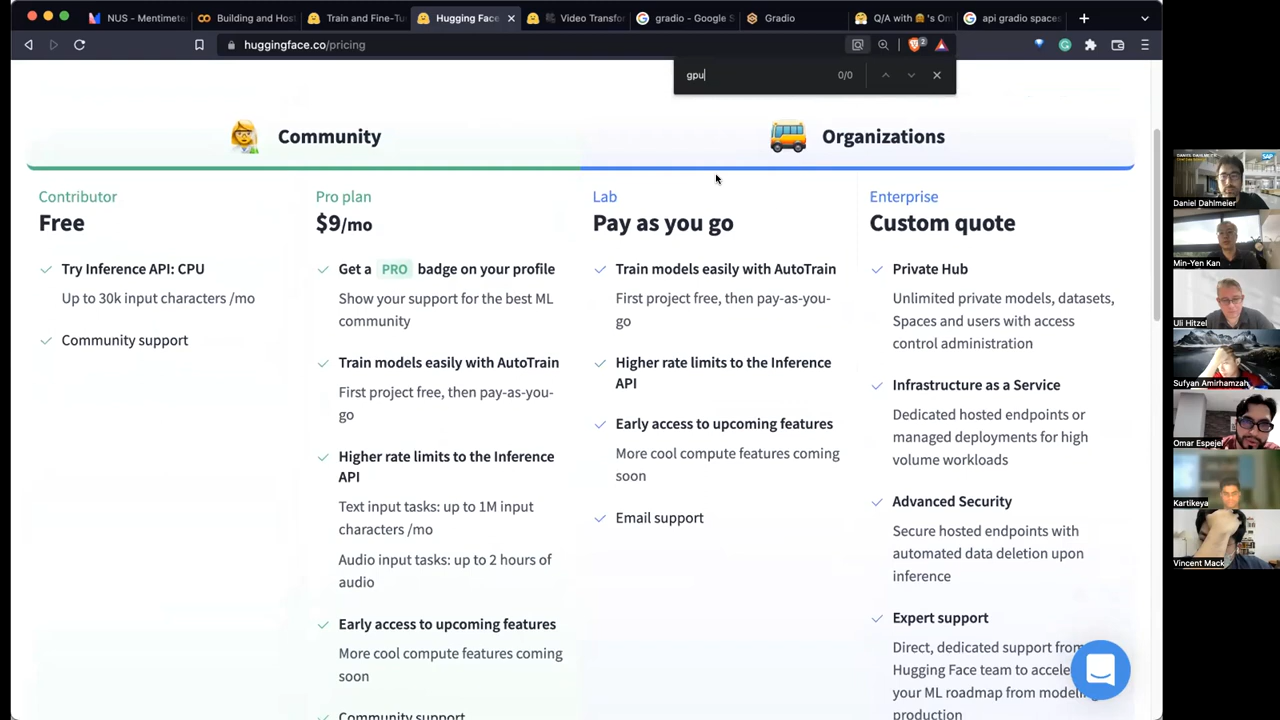 NUS - Mentimeter
Building and Host
Train and Fine-Tu
Hugging Face
Video Transfor
gradio - Google S
Gradio
Q/A with 🤗 's Om
api gradio spaces
huggingface.co/pricing
2
gpu
0/0
Community
Organizations
Contributor
Free
Try Inference API: CPU
Up to 30k input characters /mo
Community support
Pro plan
$9/mo
Get a PRO badge on your profile
Show your support for the best ML
community
Train models easily with AutoTrain
First project free, then pay-as-you-
go
Higher rate limits to the Inference
API
Text input tasks: up to 1M input
characters /mo
Audio input tasks: up to 2 hours of
audio
Early access to upcoming features
More cool compute features coming
soon
Community support
Lab
Pay as you go
Train models easily with AutoTrain
First project free, then pay-as-you-
go
Higher rate limits to the Inference
API
Early access to upcoming features
More cool compute features coming
soon
Email support
Enterprise
Custom quote
Private Hub
Unlimited private models, datasets,
Spaces and users with access
control administration
Infrastructure as a Service
Dedicated hosted endpoints or
managed deployments for high
volume workloads
Advanced Security
Secure hosted endpoints with
automated data deletion upon
inference
Expert support
Direct, dedicated support from
Hugging Face team to accele
your ML roadmap from modeling
production
SAP
Daniel Dahlmeier
Min-Yen Kan
Uli Hitzel
Sufyan Amirhamzah
Omar Espejel
Kartikeya
Vincent Mack